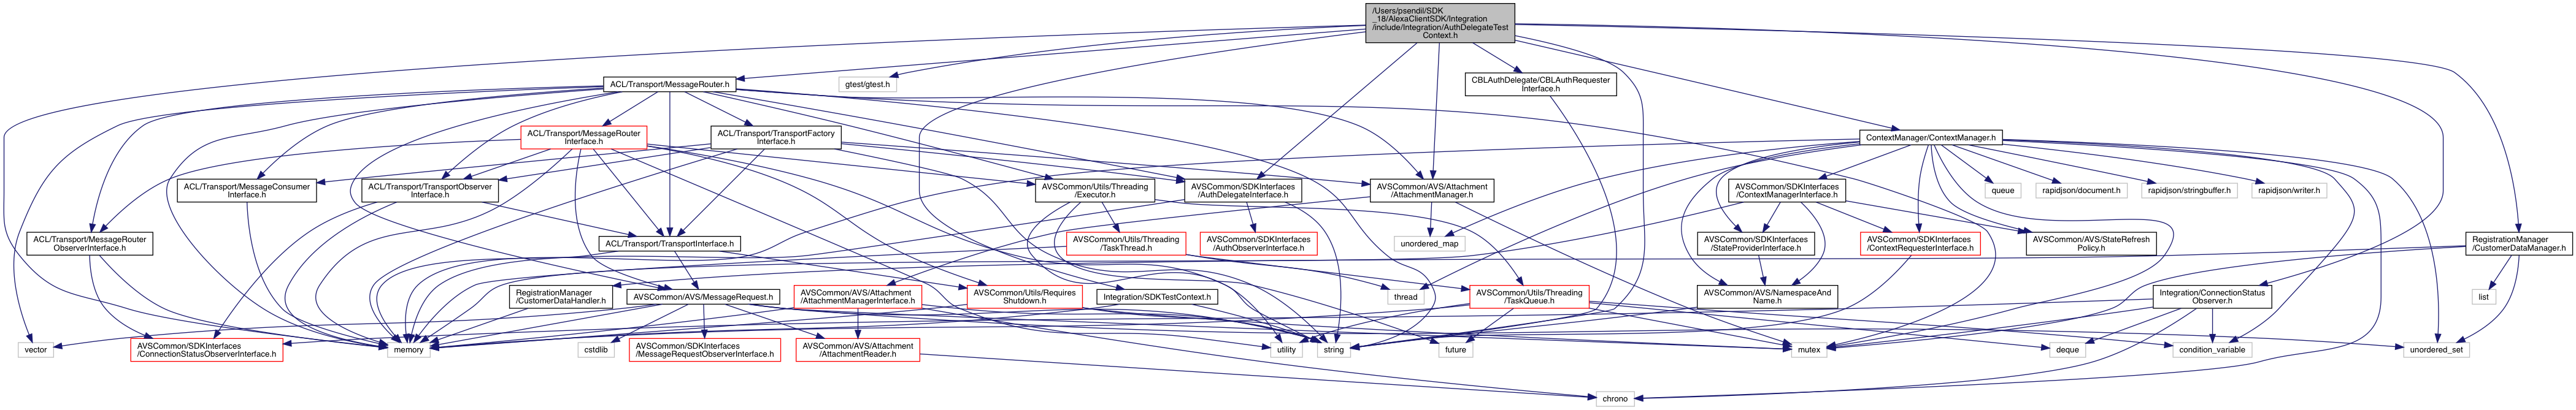 /Users/psendil/SDK
_18/AlexaClientSDK/Integration
/include/Integration/AuthDelegateTest
Context.h
ACL/Transport/MessageRouter.h
gtest/gtest.h
CBLAuthDelegate/CBLAuthRequester
Interface.h
ACL/Transport/MessageRouter
Interface.h
ACL/Transport/TransportFactory
Interface.h
ContextManager/ContextManager.h
ACL/Transport/MessageConsumer
Interface.h
ACL/Transport/TransportObserver
Interface.h
AVSCommon/Utils/Threading
/Executor.h
AVSCommon/SDKInterfaces
/AuthDelegateInterface.h
AVSCommon/AVS/Attachment
/AttachmentManager.h
AVSCommon/SDKInterfaces
/ContextManagerInterface.h
queue
rapidjson/document.h
rapidjson/stringbuffer.h
rapidjson/writer.h
ACL/Transport/MessageRouter
ObserverInterface.h
ACL/Transport/TransportInterface.h
AVSCommon/Utils/Threading
/TaskThread.h
AVSCommon/SDKInterfaces
/AuthObserverInterface.h
unordered_map
AVSCommon/SDKInterfaces
/StateProviderInterface.h
AVSCommon/SDKInterfaces
/ContextRequesterInterface.h
AVSCommon/AVS/StateRefresh
Policy.h
RegistrationManager
/CustomerDataManager.h
RegistrationManager
/CustomerDataHandler.h
AVSCommon/AVS/MessageRequest.h
AVSCommon/AVS/Attachment
/AttachmentManagerInterface.h
AVSCommon/Utils/Requires
Shutdown.h
Integration/SDKTestContext.h
thread
AVSCommon/Utils/Threading
/TaskQueue.h
AVSCommon/AVS/NamespaceAnd
Name.h
Integration/ConnectionStatus
Observer.h
list
vector
AVSCommon/SDKInterfaces
/ConnectionStatusObserverInterface.h
memory
cstdlib
AVSCommon/SDKInterfaces
/MessageRequestObserverInterface.h
AVSCommon/AVS/Attachment
/AttachmentReader.h
utility
string
future
mutex
deque
condition_variable
unordered_set
chrono